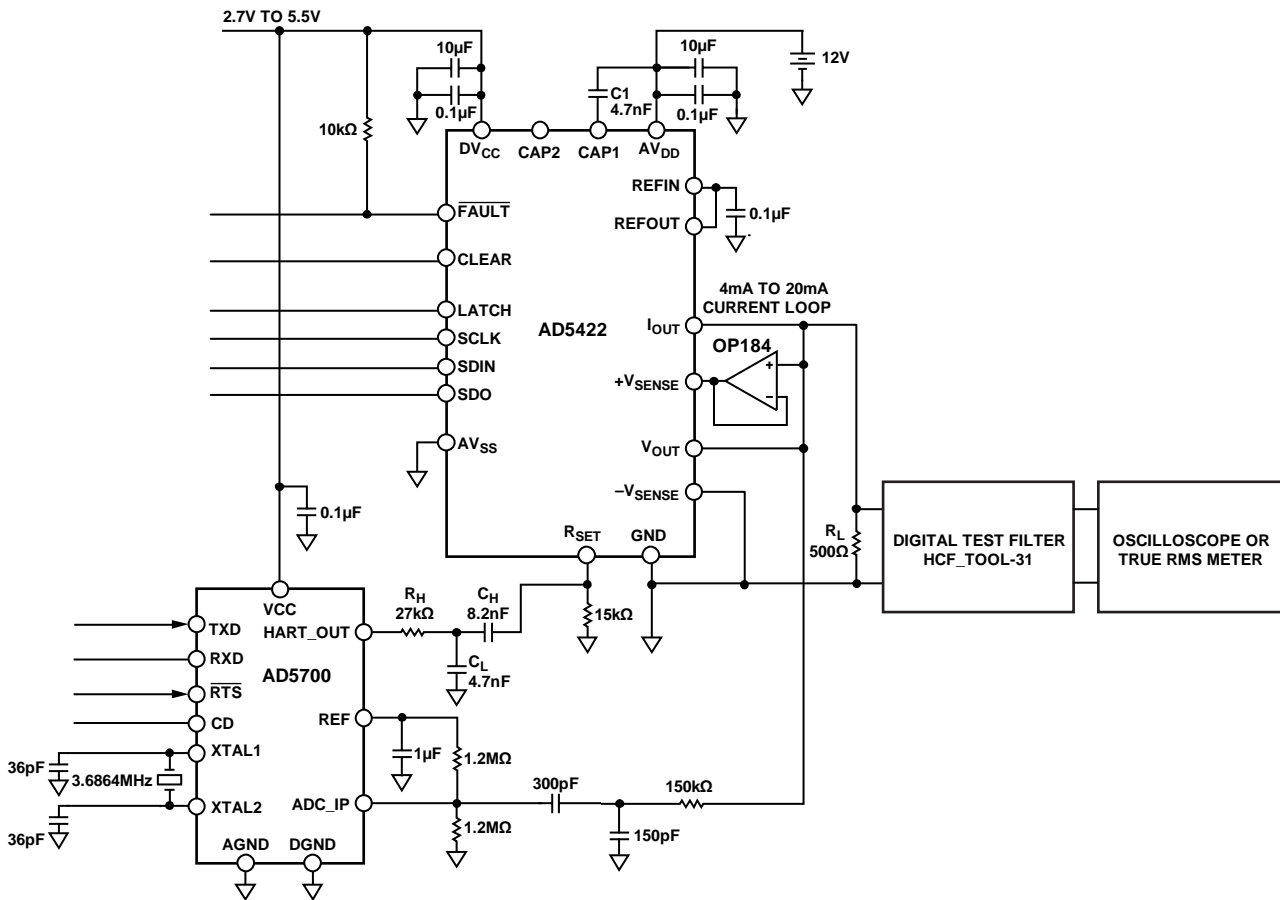 2.7V TO 5.5V
10µF
0.1µF
10kΩ
C1
4.7nF
10µF
0.1µF
12V
DVCC
CAP2
CAP1
AVDD
REFIN
REFOUT
0.1µF
FAULT
CLEAR
LATCH
SCLK
SDIN
SDO
AVSS
AD5422
4mA TO 20mA
CURRENT LOOP
IOUT
OP184
+
–
+VSENSE
VOUT
–VSENSE
RSET
GND
0.1µF
RL
500Ω
DIGITAL TEST FILTER
HCF_TOOL-31
OSCILLOSCOPE OR
TRUE RMS METER
VCC
TXD
RXD
RTS
CD
XTAL1
XTAL2
AD5700
HART_OUT
REF
ADC_IP
AGND
DGND
RH
27kΩ
CH
8.2nF
15kΩ
CL
4.7nF
1µF
1.2MΩ
1.2MΩ
300pF
150kΩ
150pF
36pF
3.6864MHz
36pF